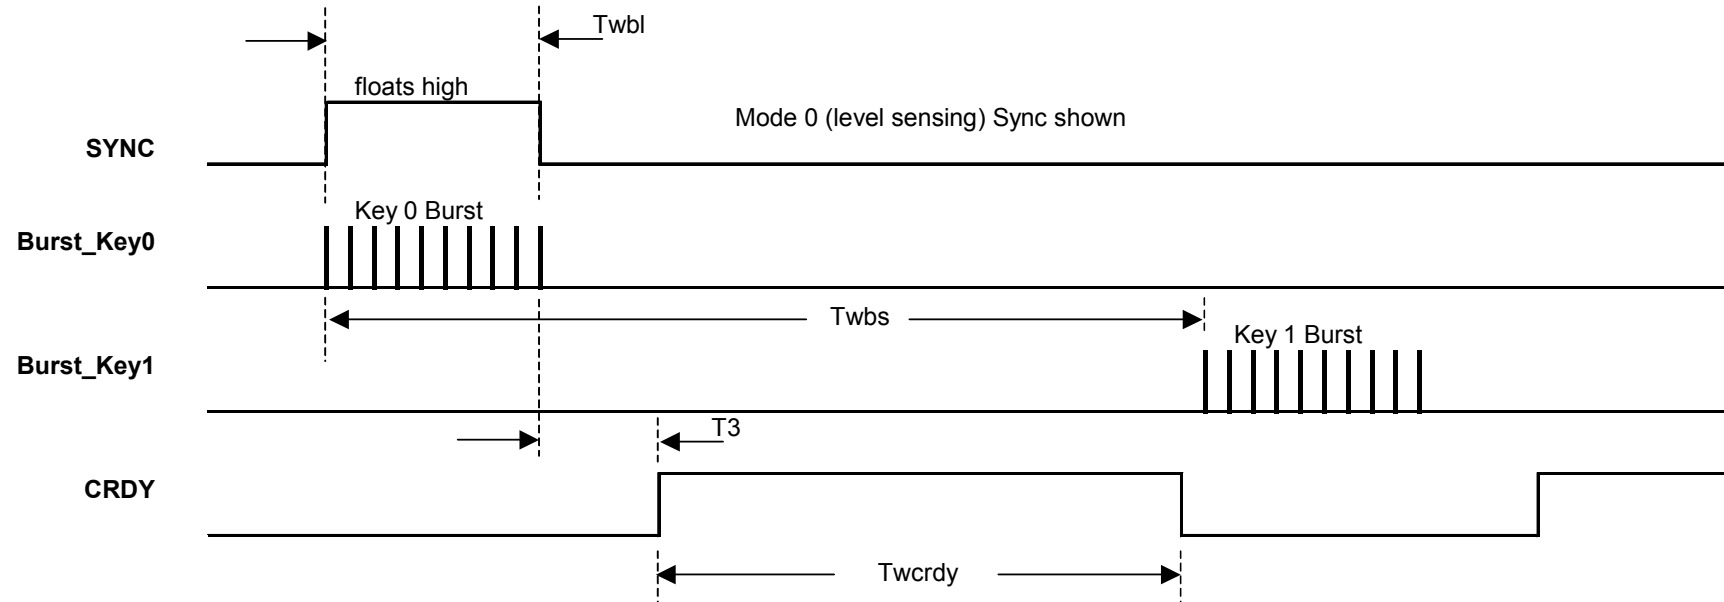 Twbl
floats high
Mode 0 (level sensing) Sync shown
SYNC
Key 0 Burst
Burst_Key0
Twbs
Key 1 Burst
Burst_Key1
T3
CRDY
Twcrdy